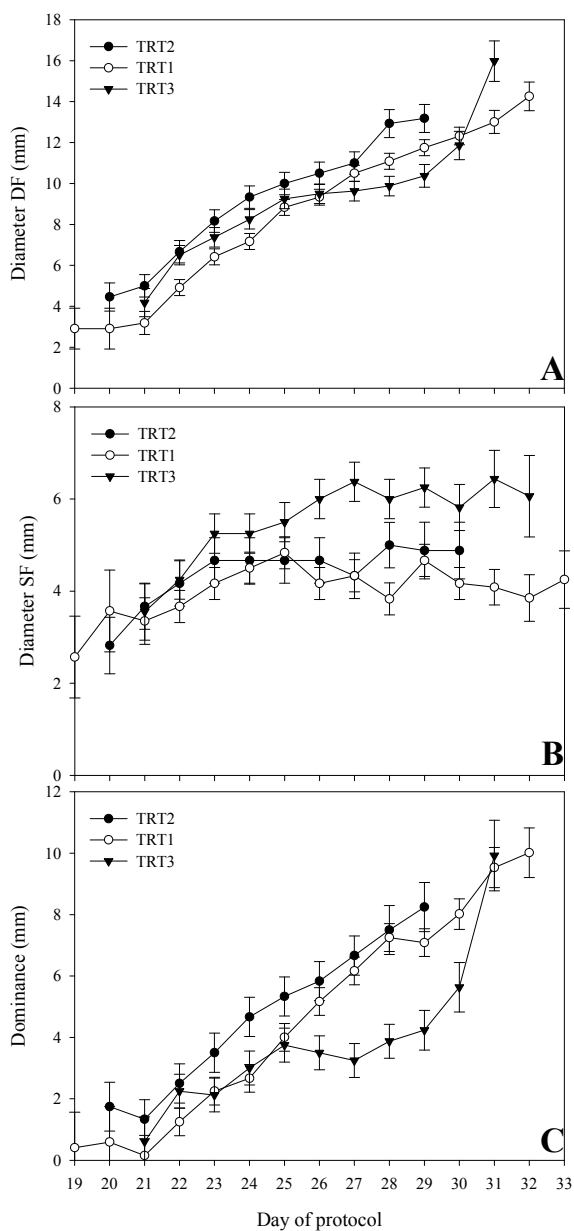 18
16
14
12
10
8
6
4
2
0
Diameter DF (mm)
TRT2
TRT1
TRT3
A
8
6
4
2
0
Diameter SF (mm)
TRT2
TRT1
TRT3
B
12
10
8
6
4
2
0
Dominance (mm)
TRT2
TRT1
TRT3
C
19 20 21 22 23 24 25 26 27 28 29 30 31 32 33
Day of protocol